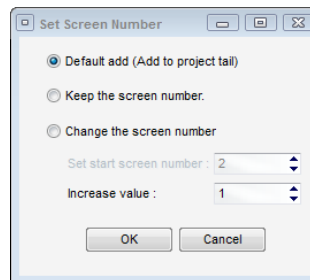 Set Screen Number
Default add (Add to project tail)
Keep the screen number.
Change the screen number
Set start screen number : 2
Increase value : 1
OK Cancel